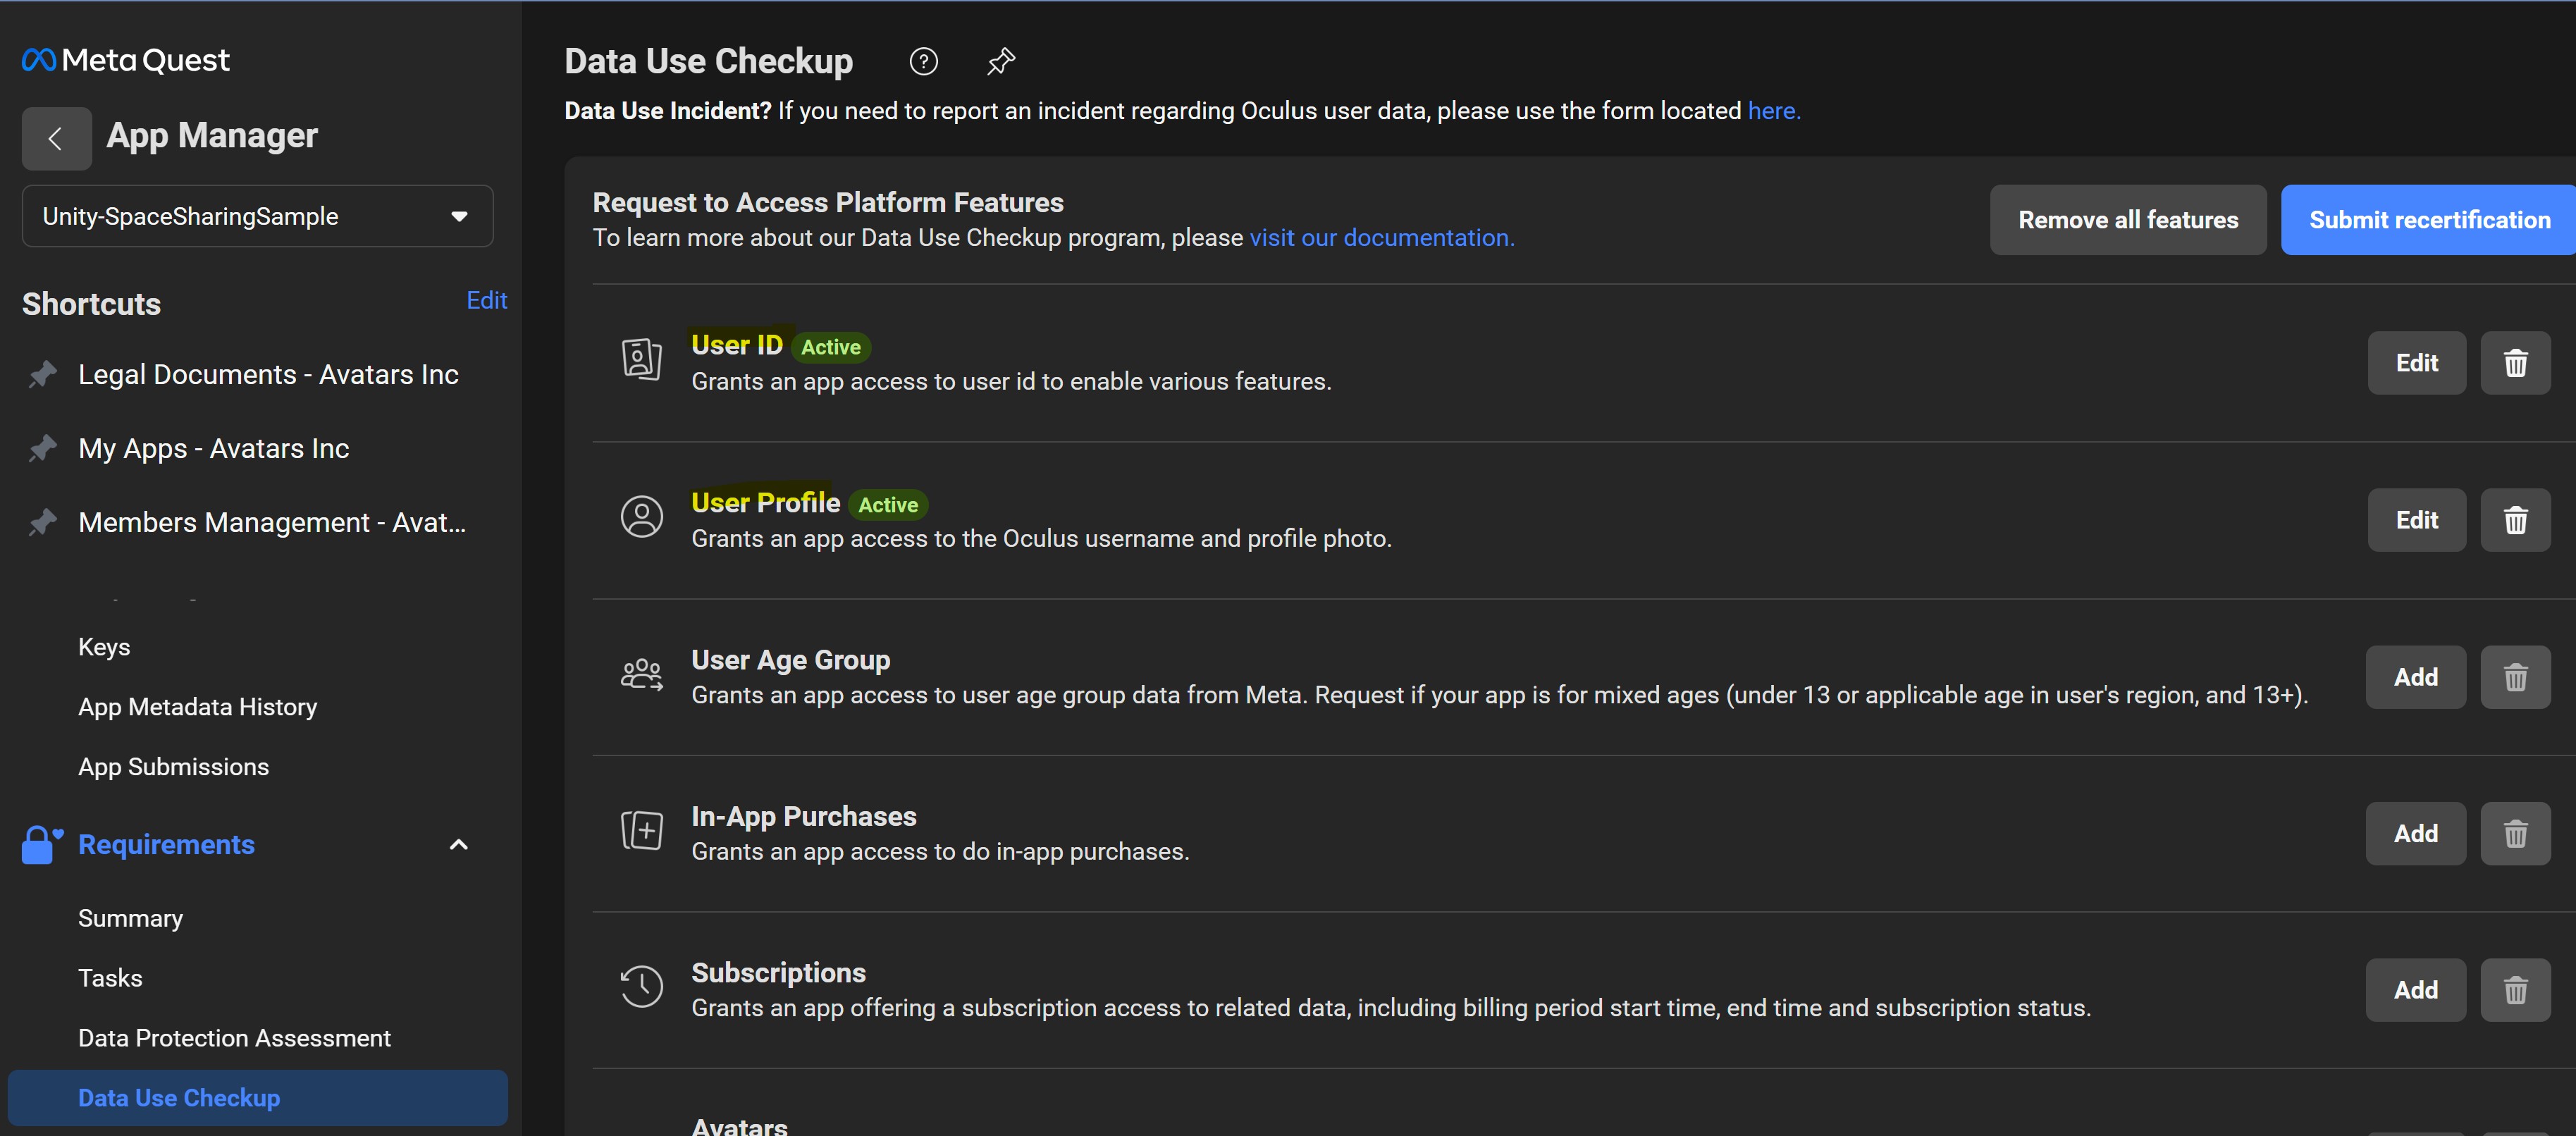 Meta Quest
App Manager
Unity-SpaceSharingSample
Shortcuts
Edit
Legal Documents - Avatars Inc
My Apps - Avatars Inc
Members Management - Avat...
Keys
App Metadata History
App Submissions
Requirements
Summary
Tasks
Data Protection Assessment
Data Use Checkup
Data Use Checkup
Data Use Incident? If you need to report an incident regarding Oculus user data, please use the form located here.
Request to Access Platform Features
To learn more about our Data Use Checkup program, please visit our documentation.
Remove all features
Submit recertification
User ID Active
Grants an app access to user id to enable various features.
Edit
User Profile Active
Grants an app access to the Oculus username and profile photo.
Edit
User Age Group
Grants an app access to user age group data from Meta. Request if your app is for mixed ages (under 13 or applicable age in user's region, and 13+).
Add
In-App Purchases
Grants an app access to do in-app purchases.
Add
Subscriptions
Grants an app offering a subscription access to related data, including billing period start time, end time and subscription status.
Add
Avatars